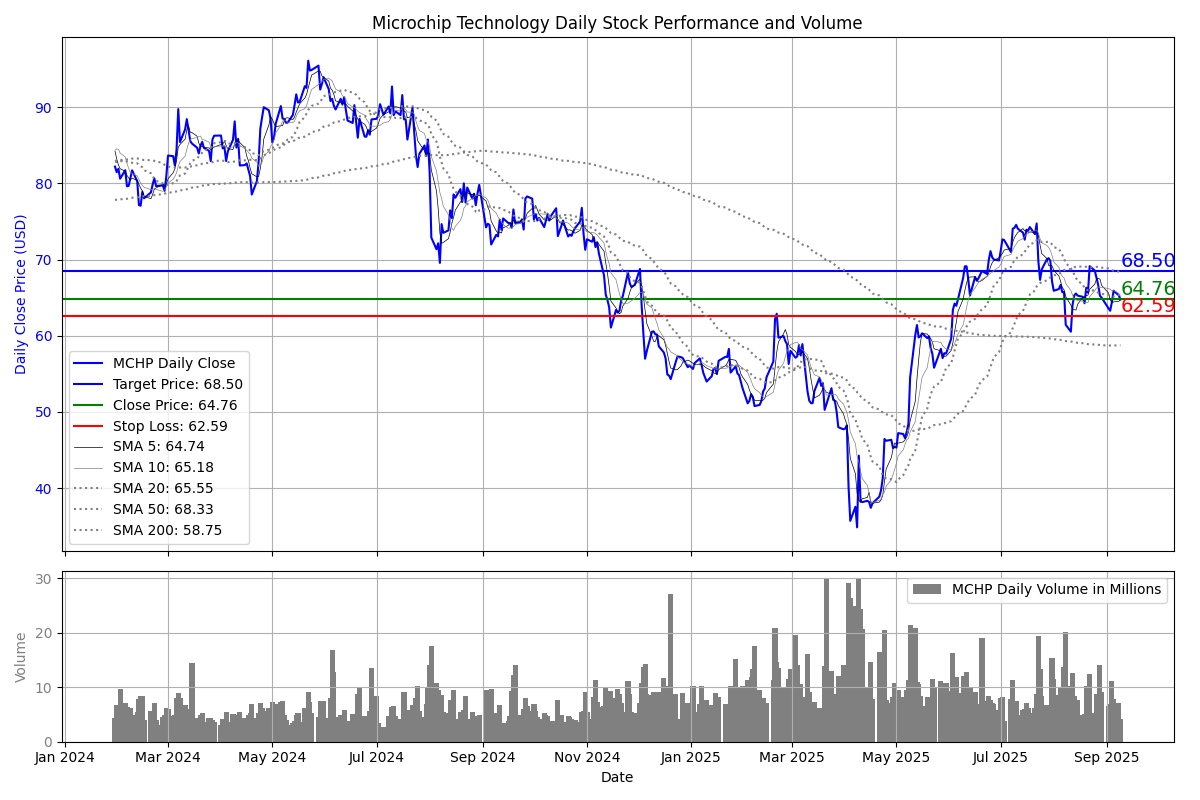 Microchip Technology Daily Stock Performance and Volume
Daily Close Price (USD)
90
80
70
60
50
40
68.50
64.76
62.59
MCHP Daily Close
Target Price: 68.50
Close Price: 64.76
Stop Loss: 62.59
SMA 5: 64.74
SMA 10: 65.18
SMA 20: 65.55
SMA 50: 68.33
SMA 200: 58.75
Volume
30
20
10
0
MCHP Daily Volume in Millions
Jan 2024 Mar 2024 May 2024 Jul 2024 Sep 2024 Nov 2024 Jan 2025 Mar 2025 May 2025 Jul 2025 Sep 2025
Date